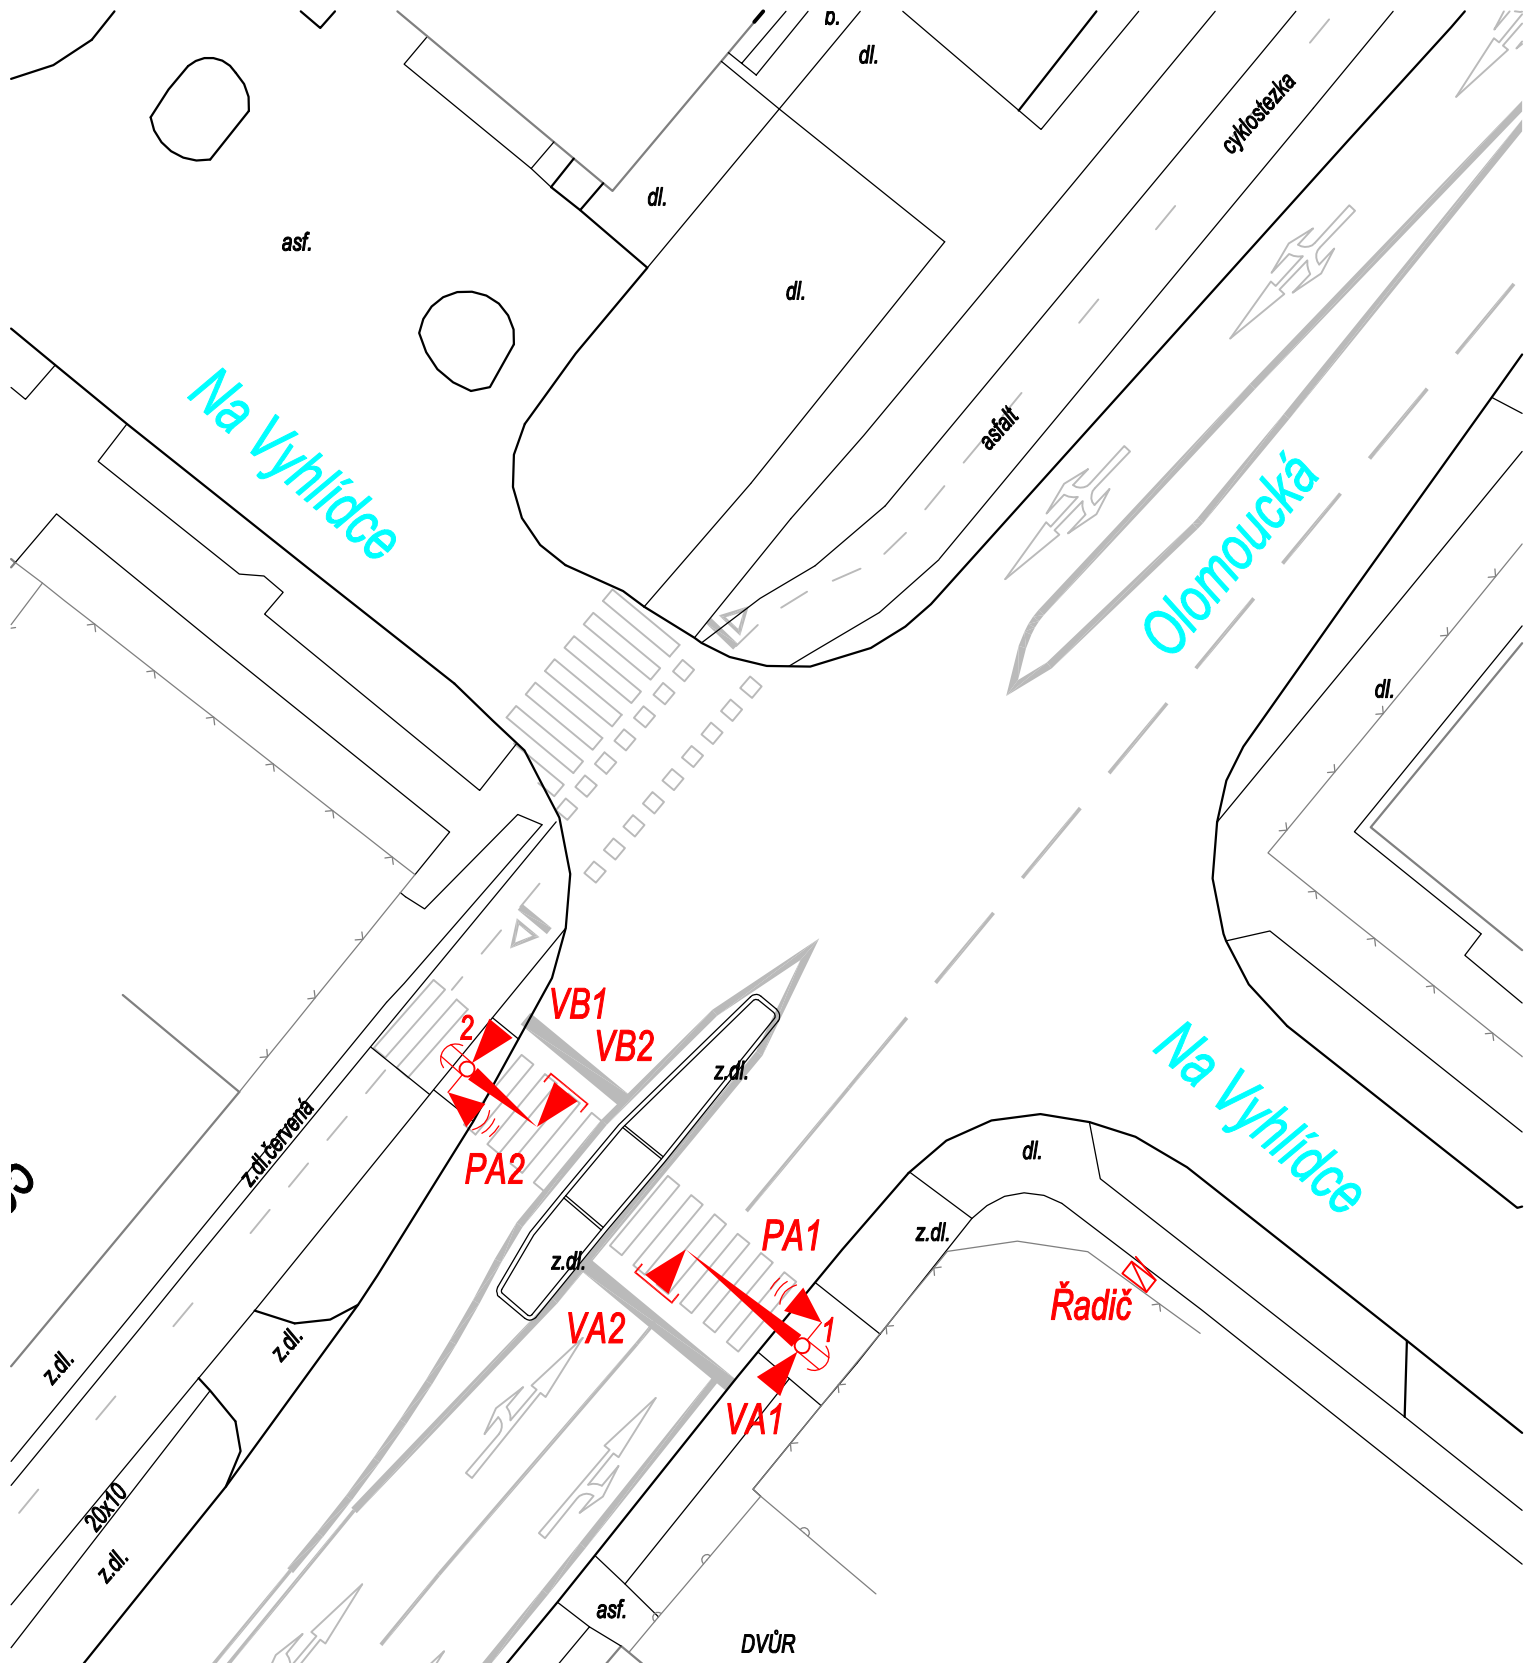 b.
dl.
cyklostezka
dl.
asf.
dl.
Na Vyhlídce
asfalt
Olomoucká
dl.
VB1
2
VB2
z.dl.
Na Vyhlídce
z.dl.červená
PA2
dl.
PA1
z.dl.
z.dl.
Řadič
VA2
1
z.dl.
z.dl.
VA1
20x10
z.dl.
asf.
DVŮR